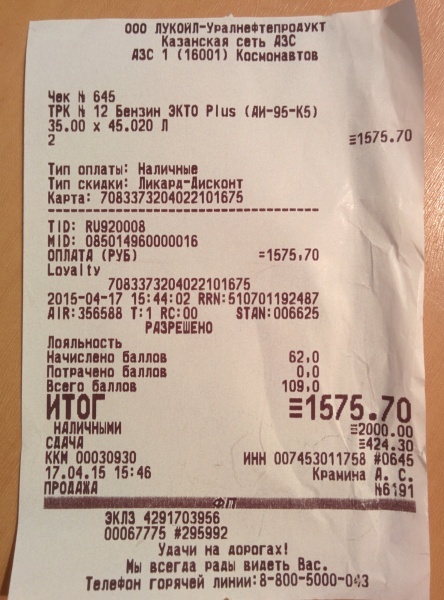 ООО ЛУКОЙЛ-Уралнефтепродукт
Казанская сеть АЗС
АЗС 1 (16001) Космонавтов
Чек № 645
ТРК № 12 Бензин ЭКТО Plus (АИ-95-К5)
35.00 x 45.020 Л
2 ≡1575.70
Тип оплаты: Наличные
Тип скидки: Ликард-Дисконт
Карта: 7083373204022101675
TID: RU920008
MID: 085014960000016
ОПЛАТА (РУБ) =1575,70
Loyalty
7083373204022101675
2015-04-17 15:44:02 RRN:510701192487
AIR:356588 T:1 RC:00 STAN:006625
РАЗРЕШЕНО
Лояльность
Начислено баллов 62,0
Потрачено баллов 0,0
Всего баллов 109,0
ИТОГ ≡1575.70
НАЛИЧНЫМИ ≡2000.00
СДАЧА ≡424.30
ККМ 00030930 ИНН 007453011758 #0645
17.04.15 15:46 Крамина А. С.
ПРОДАЖА №6191
ФП
ЭКЛЗ 4291703956
00067775 #295992
Удачи на дорогах!
Мы всегда рады видеть Вас.
Телефон горячей линии:8-800-5000-043